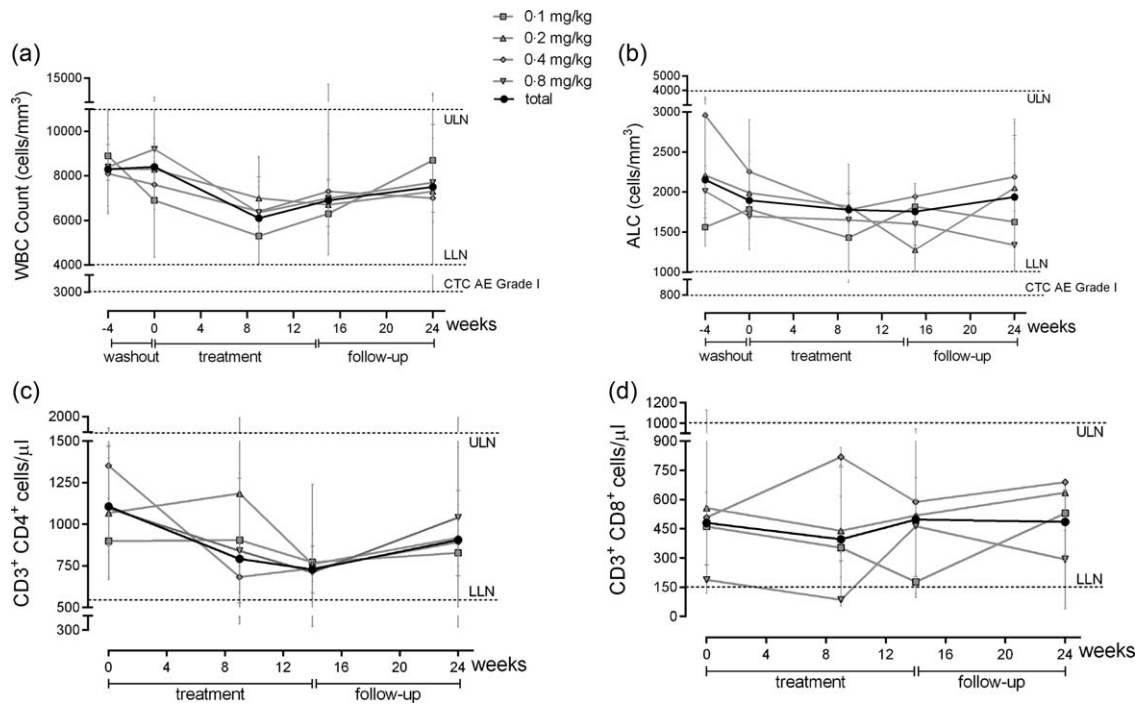 0·1 mg/kg
0·2 mg/kg
0·4 mg/kg
0·8 mg/kg
total
(a)
WBC Count (cells/mm³)
15000
10000
8000
6000
4000
3000
ULN
LLN
CTC AE Grade I
-4 0 4 8 12 16 20 24 weeks
washout treatment follow-up
(b)
ALC (cells/mm³)
5000
4000
3000
2500
2000
1500
1000
800
ULN
LLN
CTC AE Grade I
-4 0 4 8 12 16 20 24 weeks
washout treatment follow-up
(c)
CD3⁺ CD4⁺ cells/µl
2000
1500
1000
750
500
300
ULN
LLN
0 4 8 12 16 20 24 weeks
treatment follow-up
(d)
CD3⁺ CD8⁺ cells/µl
1200
1000
900
750
600
450
300
150
0
ULN
LLN
0 4 8 12 16 20 24 weeks
treatment follow-up